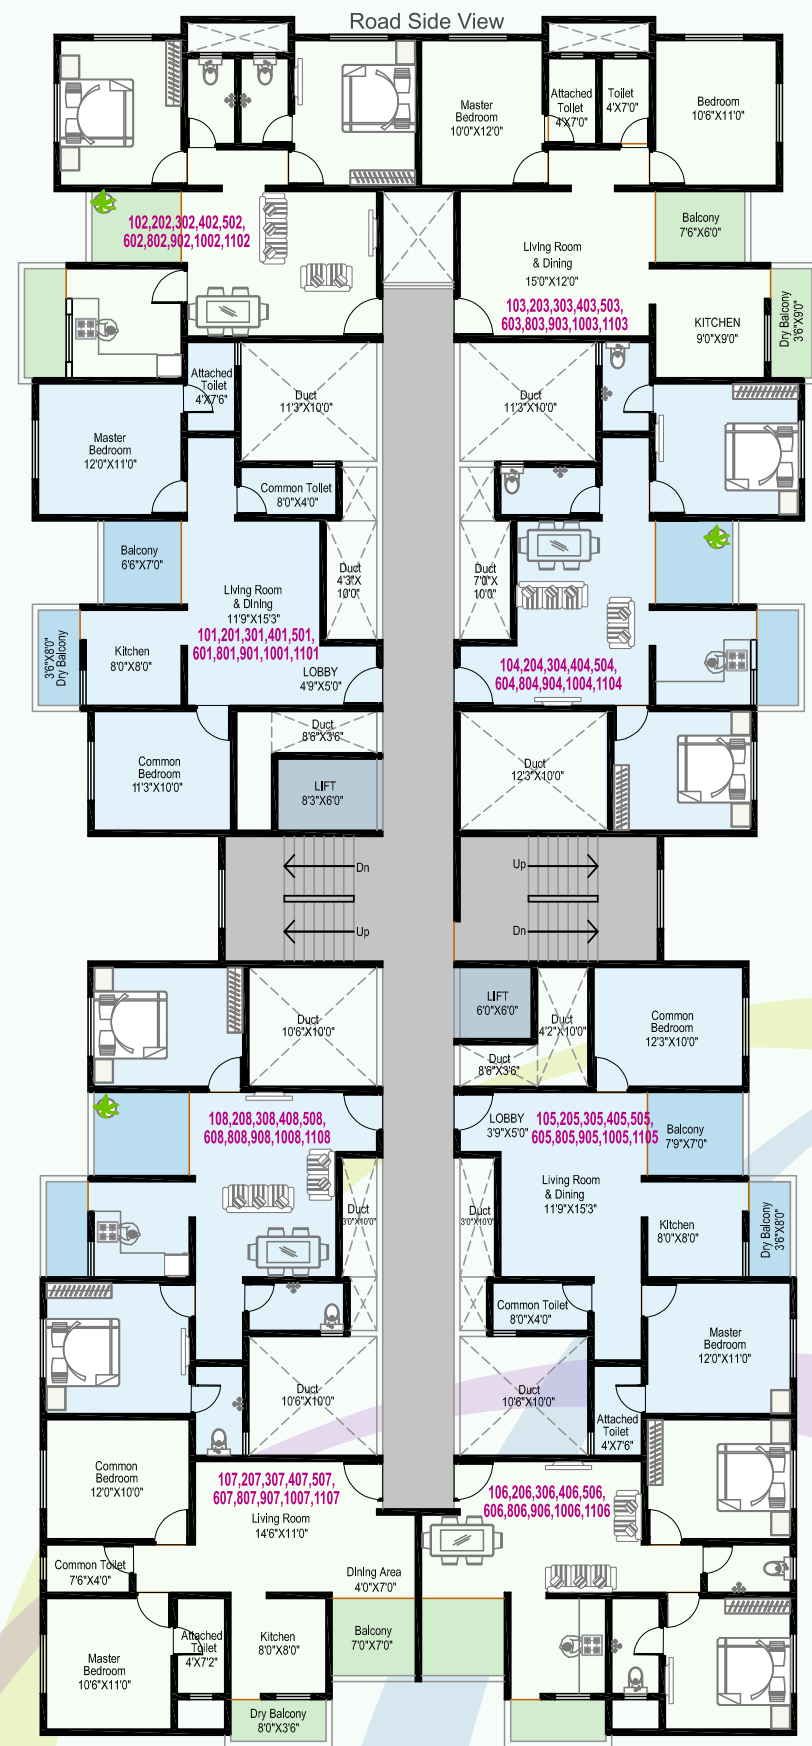 Road Side View
Master
Bedroom
10'0"X12'0"
Attached
Toilet
4'X7'0"
Toilet
4'X7'0"
Bedroom
10'6"X11'0"
102,202,302,402,502,
602,802,902,1002,1102
Living Room
& Dining
15'0"X12'0"
103,203,303,403,503,
603,803,903,1003,1103
Balcony
7'6"X6'0"
KITCHEN
9'0"X9'0"
Dry Balcony
3'6"X9'0"
Attached
Toilet
4'X7'6"
Duct
11'3"X10'0"
Duct
11'3"X10'0"
Master
Bedroom
12'0"X11'0"
Common Toilet
8'0"X4'0"
Balcony
6'6"X7'0"
Duct
4'3"X
10'0"
Duct
7'0"X
10'0"
Living Room
& Dining
11'9"X15'3"
101,201,301,401,501,
601,801,901,1001,1101
Kitchen
8'0"X8'0"
3'6"X8'0"
Dry Balcony
LOBBY
4'9"X5'0"
104,204,304,404,504,
604,804,904,1004,1104
Duct
8'6"X3'6"
Common
Bedroom
11'3"X10'0"
LIFT
8'3"X6'0"
Duct
12'3"X10'0"
Dn
Up
Up
Dn
Duct
10'6"X10'0"
LIFT
6'0"X6'0"
Duct
4'2"X10'0"
Common
Bedroom
12'3"X10'0"
Duct
8'6"X3'6"
108,208,308,408,508,
608,808,908,1008,1108
LOBBY
3'9"X5'0"
105,205,305,405,505,
605,805,905,1005,1105
Balcony
7'9"X7'0"
Living Room
& Dining
11'9"X15'3"
Duct
3'0"X10'0"
Duct
3'0"X10'0"
Kitchen
8'0"X8'0"
Dry Balcony
3'6"X8'0"
Common Toilet
8'0"X4'0"
Master
Bedroom
12'0"X11'0"
Duct
10'6"X10'0"
Duct
10'6"X10'0"
Attached
Toilet
4'X7'6"
Common
Bedroom
12'0"X10'0"
107,207,307,407,507,
607,807,907,1007,1107
Living Room
14'6"X11'0"
106,206,306,406,506,
606,806,906,1006,1106
Common Toilet
7'6"X4'0"
Dining Area
4'0"X7'0"
Master
Bedroom
10'6"X11'0"
Attached
Toilet
4'X7'2"
Kitchen
8'0"X8'0"
Balcony
7'0"X7'0"
Dry Balcony
8'0"X3'6"